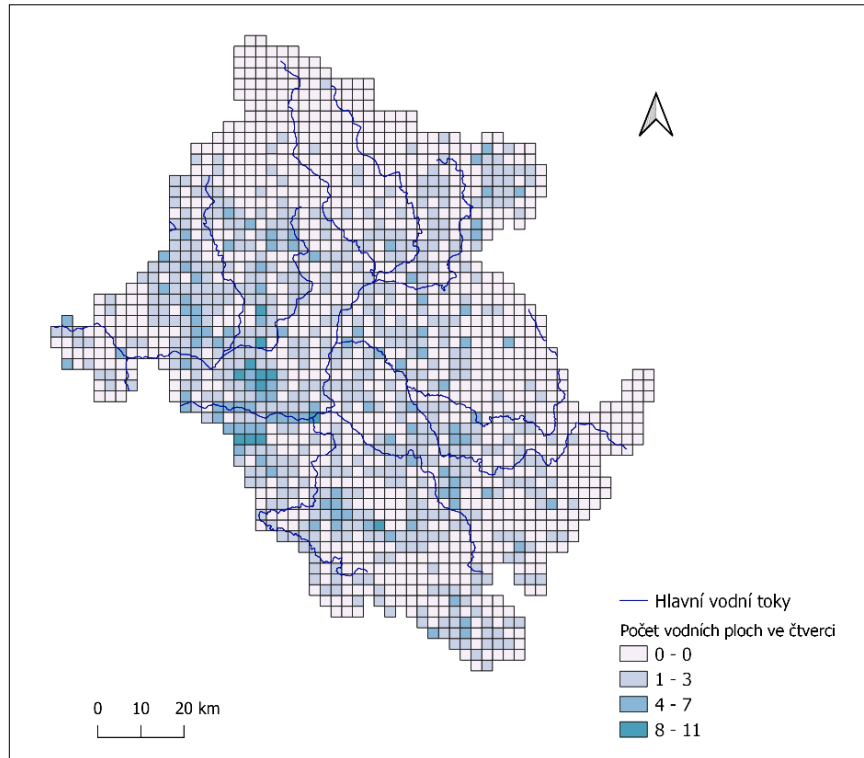 Hlavní vodní toky
Počet vodních ploch ve čtverci
0 - 0
1 - 3
4 - 7
8 - 11
0 10 20 km